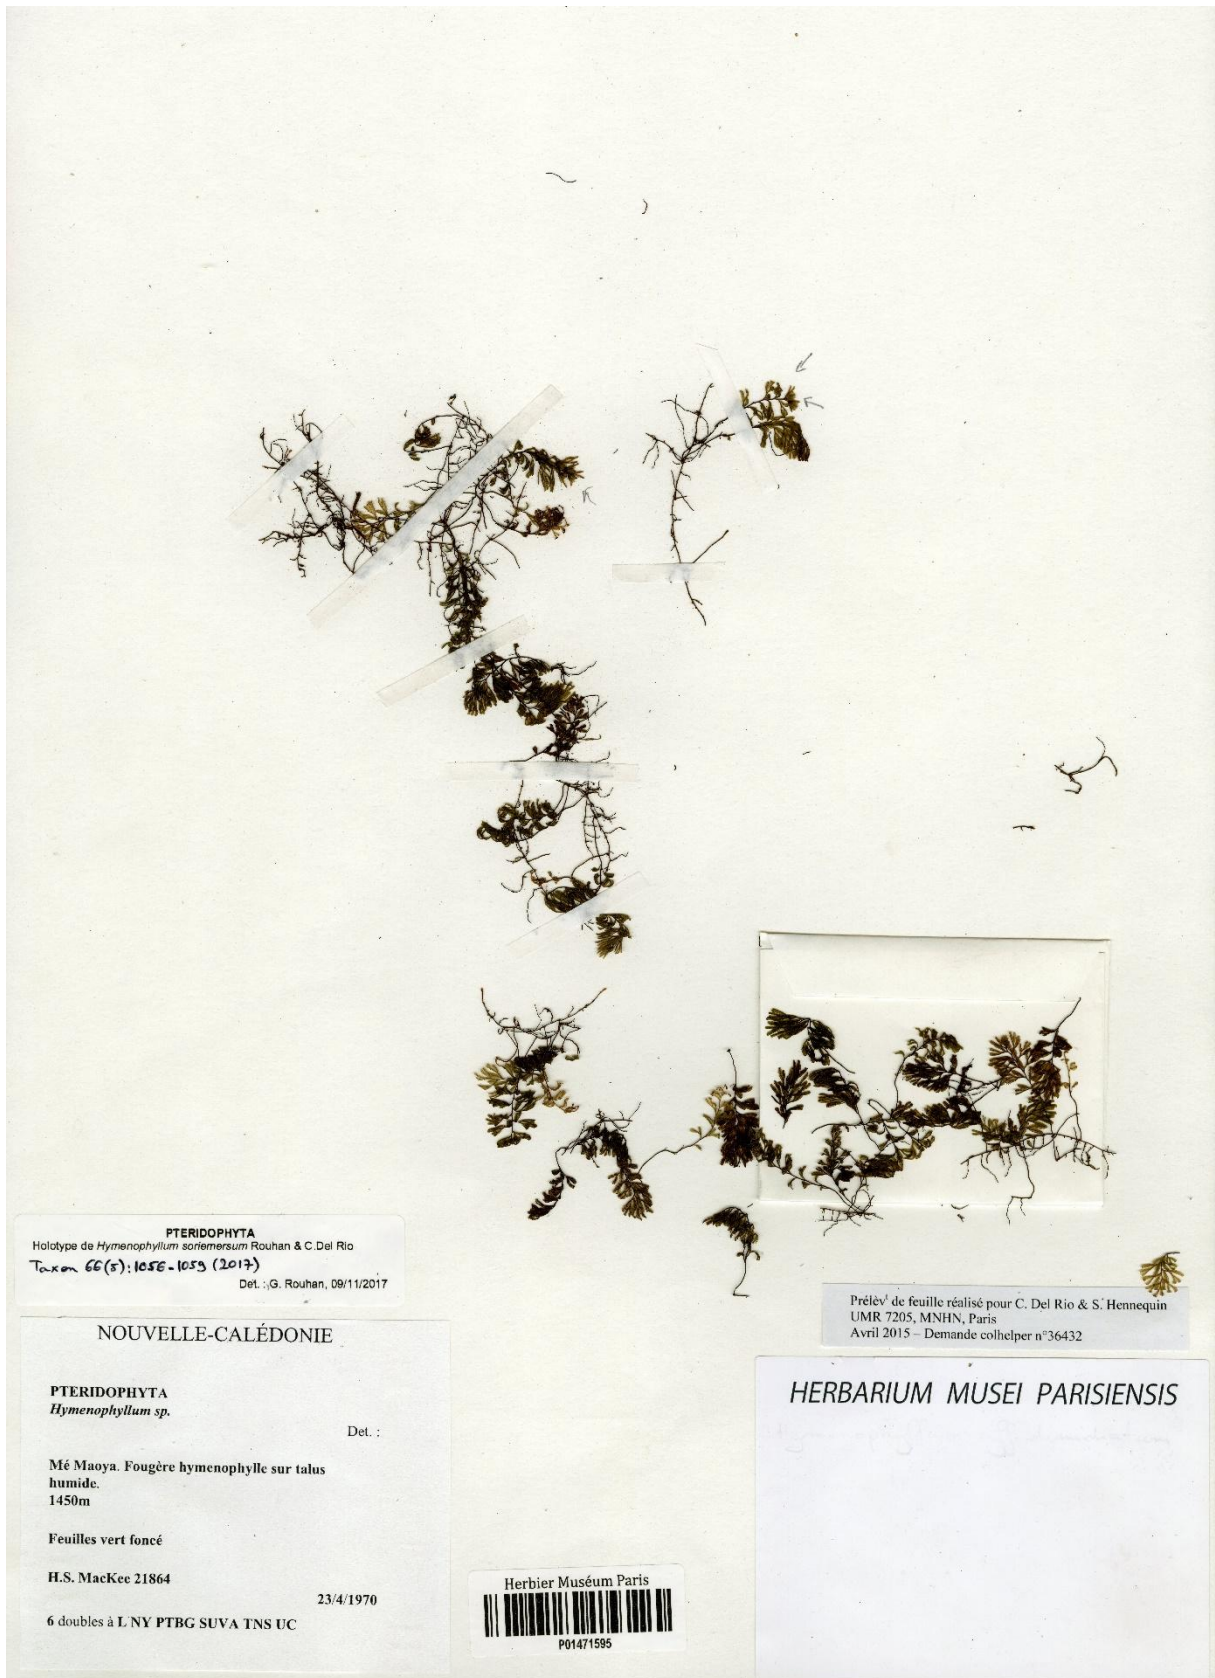 PTERIDOPHYTA
Holotype de Hymenophyllum soriemersum Rouhan & C.Del Rio
Taxon 66(5): 1056-1059 (2017)
Det. : G. Rouhan, 09/11/2017
NOUVELLE-CALÉDONIE
PTERIDOPHYTA
Hymenophyllum sp.
Det. :
Mé Maoya. Fougère hymenophylle sur talus
humide.
1450m
Feuilles vert foncé
H.S. MacKee 21864
23/4/1970
6 doubles à L NY PTBG SUVA TNS UC
Herbier Muséum Paris
P01471595
Prélèvt de feuille réalisé pour C. Del Rio & S. Hennequin
UMR 7205, MNHN, Paris
Avril 2015 – Demande colhelper n°36432
HERBARIUM MUSEI PARISIENSIS